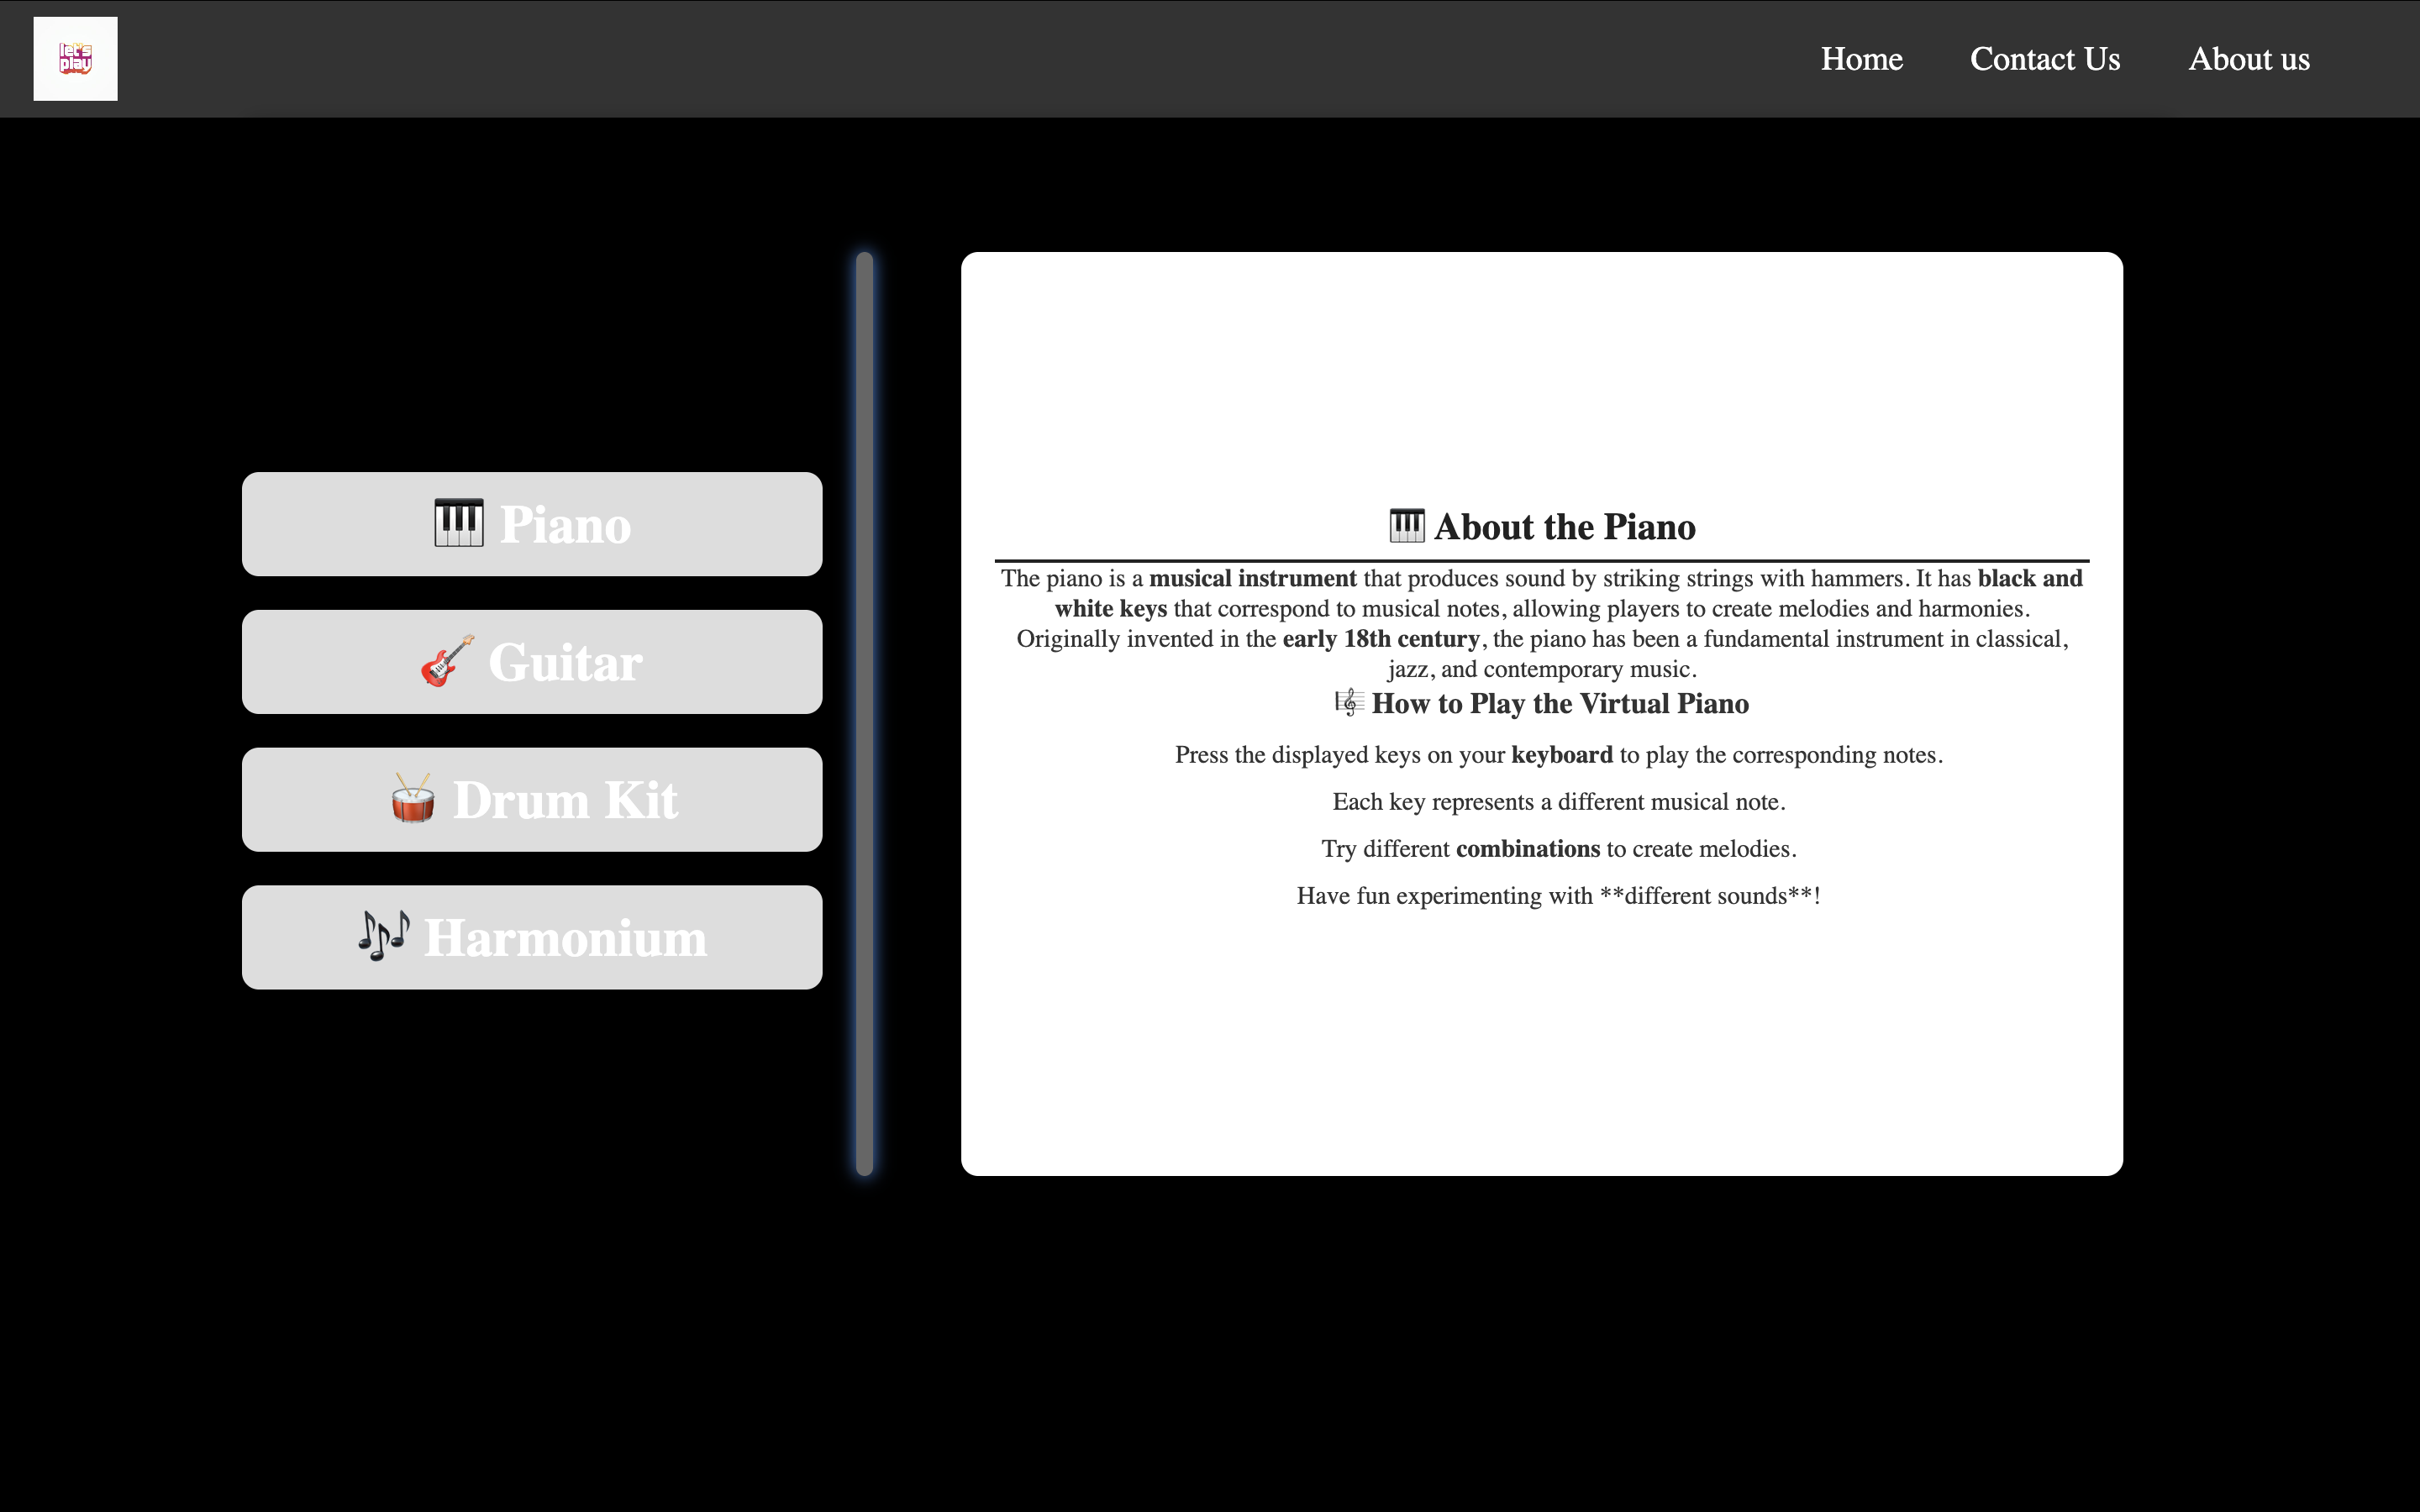 let's
play
Home Contact Us About us
🎹 Piano
🎸 Guitar
🥁 Drum Kit
🎶 Harmonium
🎹 About the Piano
The piano is a musical instrument that produces sound by striking strings with hammers. It has black and
white keys that correspond to musical notes, allowing players to create melodies and harmonies.
Originally invented in the early 18th century, the piano has been a fundamental instrument in classical,
jazz, and contemporary music.
🎼 How to Play the Virtual Piano
Press the displayed keys on your keyboard to play the corresponding notes.
Each key represents a different musical note.
Try different combinations to create melodies.
Have fun experimenting with **different sounds**!